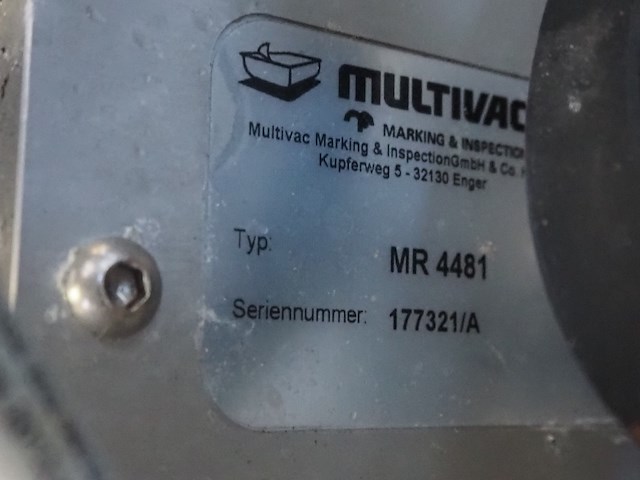 MULTIVAC
MARKING & INSPECTION
Multivac Marking & InspectionGmbH & Co.
Kupferweg 5 - 32130 Enger
Typ: MR 4481
Seriennummer: 177321/A